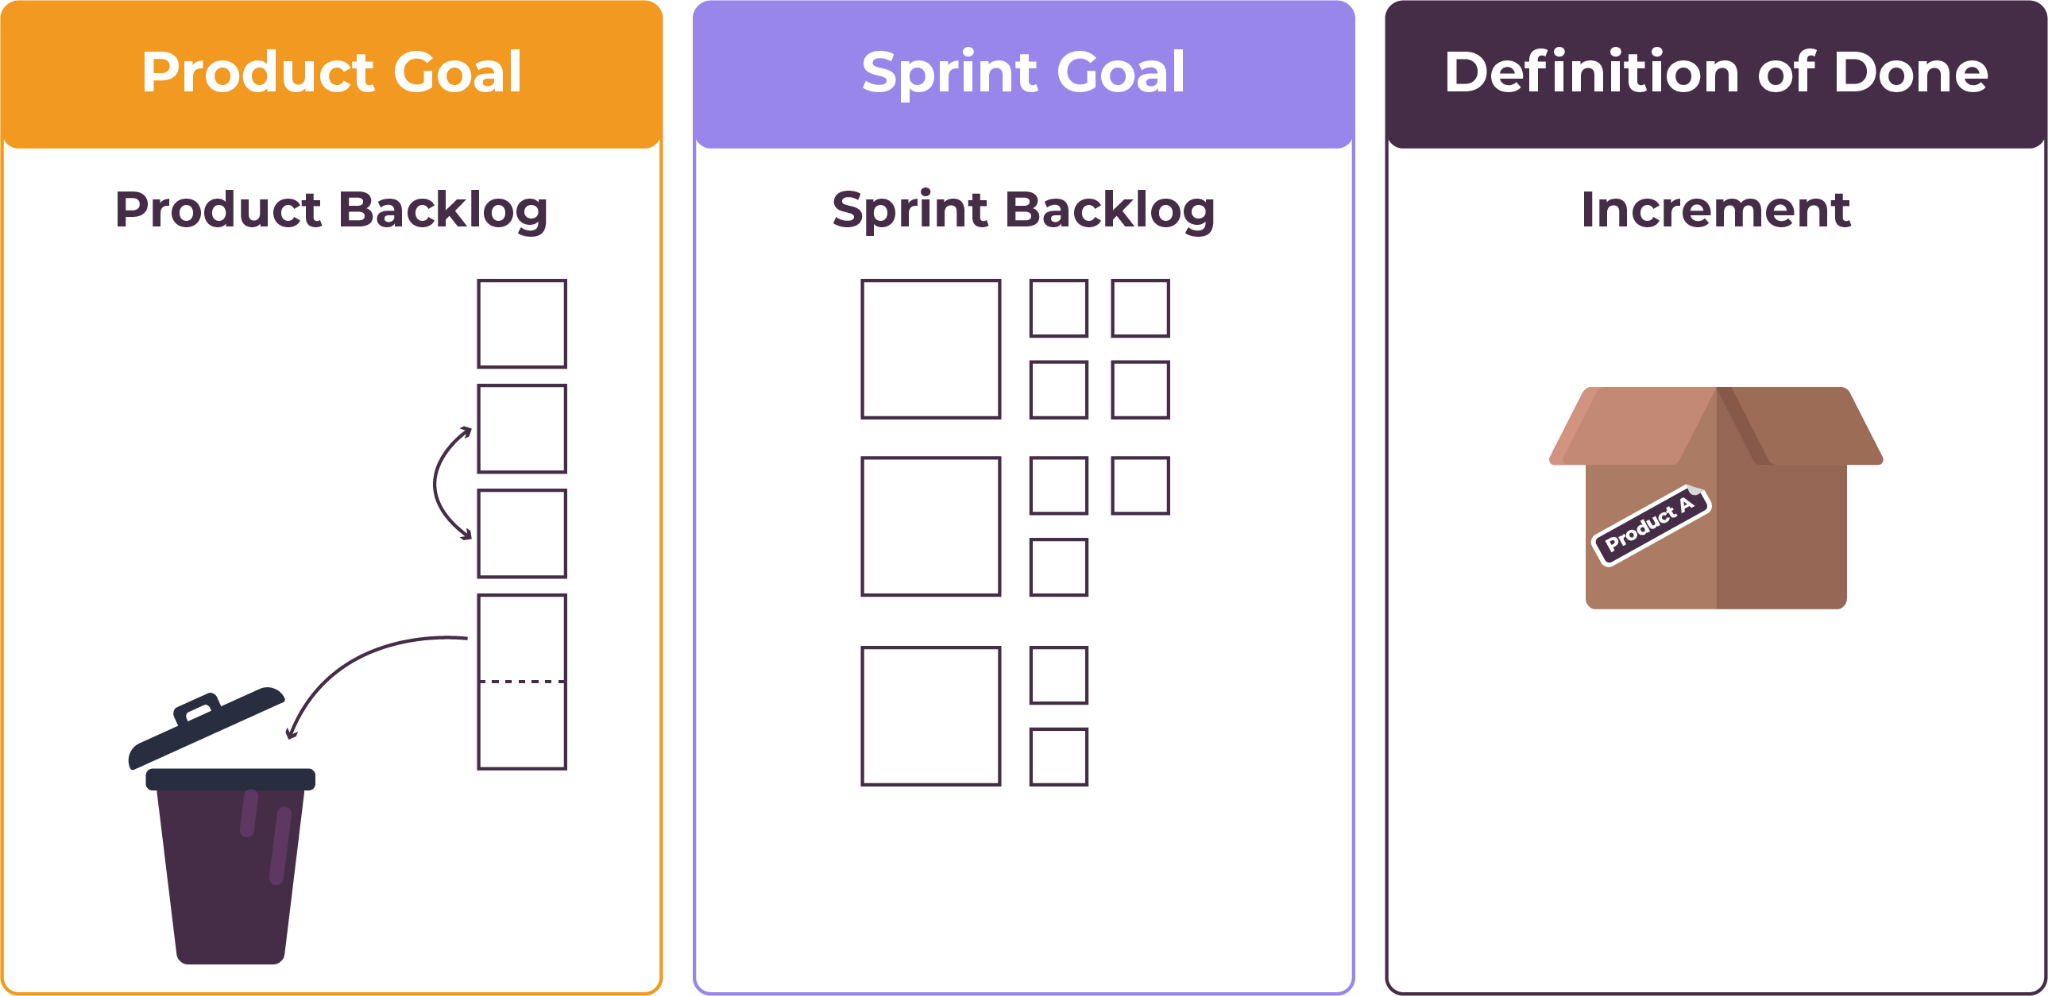 Product Goal
Product Backlog
Sprint Goal
Sprint Backlog
Definition of Done
Increment
Product A